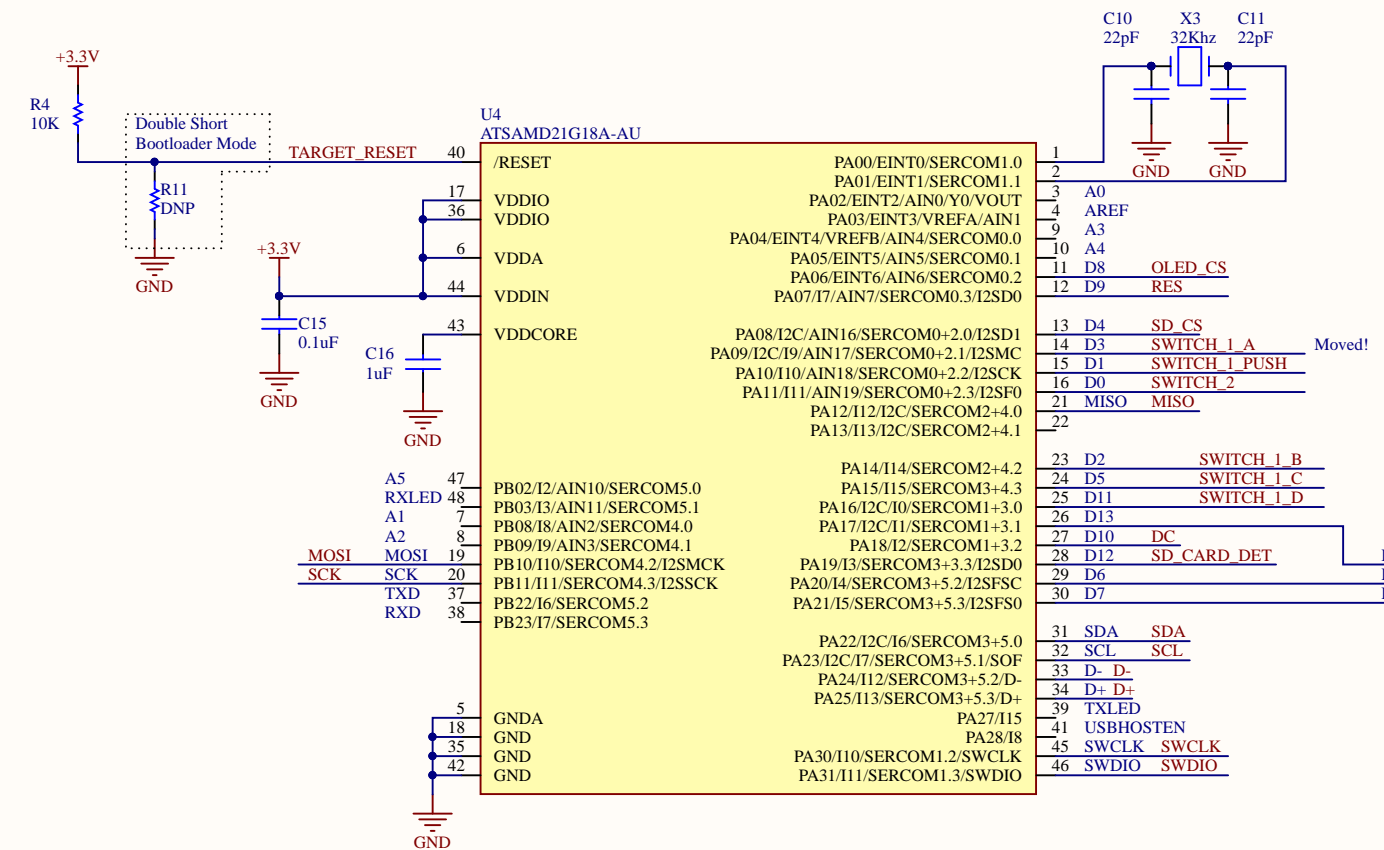 C10
22pF
X3
32Khz
C11
22pF
GND
GND
+3.3V
R4
10K
Double Short
Bootloader Mode
R11
DNP
GND
TARGET_RESET
+3.3V
C15
0.1uF
GND
C16
1uF
GND
U4
ATSAMD21G18A-AU
40 /RESET
17 VDDIO
36 VDDIO
6 VDDA
44 VDDIN
43 VDDCORE
A5 47 PB02/I2/AIN10/SERCOM5.0
RXLED 48 PB03/I3/AIN11/SERCOM5.1
A1 7 PB08/I8/AIN2/SERCOM4.0
A2 8 PB09/I9/AIN3/SERCOM4.1
MOSI MOSI 19 PB10/I10/SERCOM4.2/I2SMCK
SCK SCK 20 PB11/I11/SERCOM4.3/I2SSCK
TXD 37 PB22/I6/SERCOM5.2
RXD 38 PB23/I7/SERCOM5.3
5 GNDA
18 GND
35 GND
42 GND
GND
PA00/EINT0/SERCOM1.0 1
PA01/EINT1/SERCOM1.1 2
PA02/EINT2/AIN0/Y0/VOUT 3 A0
PA03/EINT3/VREFA/AIN1 4 AREF
PA04/EINT4/VREFB/AIN4/SERCOM0.0 9 A3
PA05/EINT5/AIN5/SERCOM0.1 10 A4
PA06/EINT6/AIN6/SERCOM0.2 11 D8 OLED_CS
PA07/I7/AIN7/SERCOM0.3/I2SD0 12 D9 RES
PA08/I2C/AIN16/SERCOM0+2.0/I2SD1 13 D4 SD_CS
PA09/I2C/I9/AIN17/SERCOM0+2.1/I2SMC 14 D3 SWITCH_1_A Moved!
PA10/I10/AIN18/SERCOM0+2.2/I2SCK 15 D1 SWITCH_1_PUSH
PA11/I11/AIN19/SERCOM0+2.3/I2SF0 16 D0 SWITCH_2
PA12/I12/I2C/SERCOM2+4.0 21 MISO MISO
PA13/I13/I2C/SERCOM2+4.1 22
PA14/I14/SERCOM2+4.2 23 D2 SWITCH_1_B
PA15/I15/SERCOM3+4.3 24 D5 SWITCH_1_C
PA16/I2C/I0/SERCOM1+3.0 25 D11 SWITCH_1_D
PA17/I2C/I1/SERCOM1+3.1 26 D13
PA18/I2/SERCOM1+3.2 27 D10 DC
PA19/I3/SERCOM3+3.3/I2SD0 28 D12 SD_CARD_DET
PA20/I4/SERCOM3+5.2/I2SFSC 29 D6
PA21/I5/SERCOM3+5.3/I2SFS0 30 D7
PA22/I2C/I6/SERCOM3+5.0 31 SDA SDA
PA23/I2C/I7/SERCOM3+5.1/SOF 32 SCL SCL
PA24/I12/SERCOM3+5.2/D- 33 D- D-
PA25/I13/SERCOM3+5.3/D+ 34 D+ D+
PA27/I15 39 TXLED
PA28/I8 41 USBHOSTEN
PA30/I10/SERCOM1.2/SWCLK 45 SWCLK SWCLK
PA31/I11/SERCOM1.3/SWDIO 46 SWDIO SWDIO